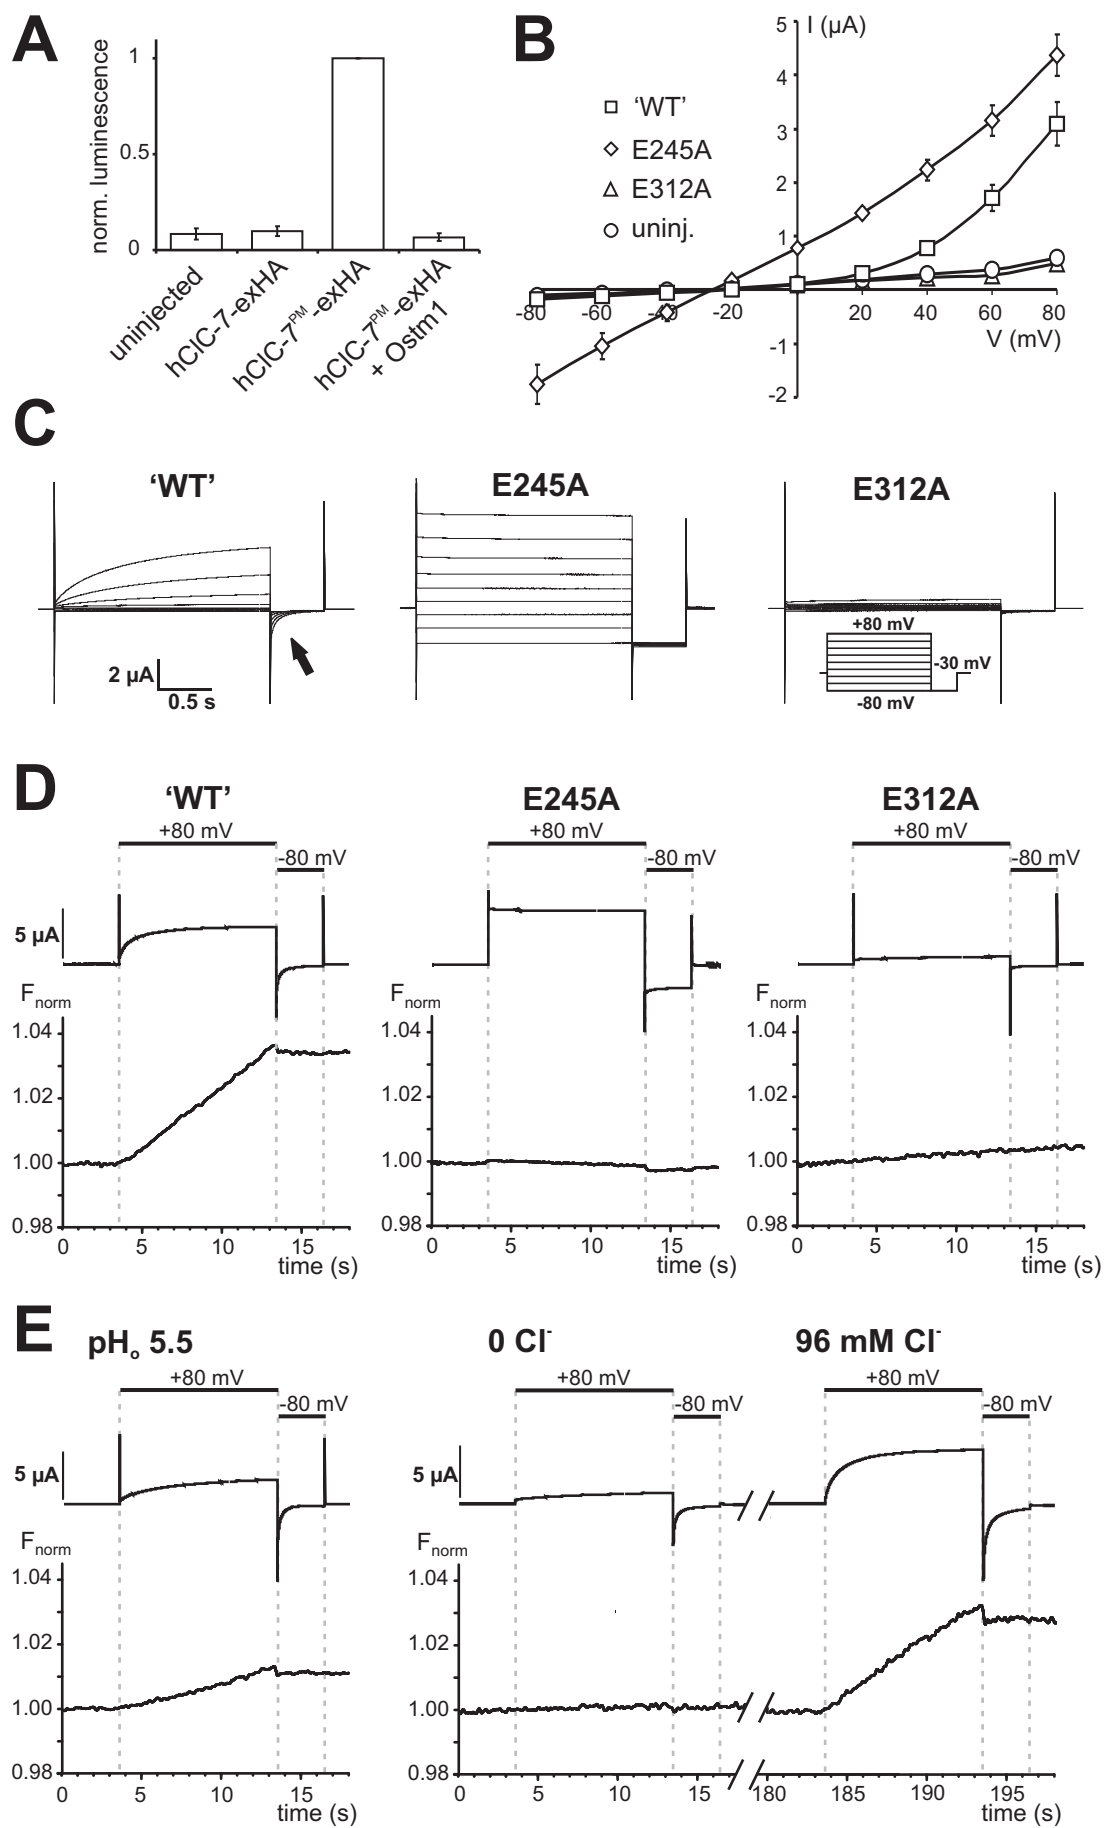 A
norm. luminescence
1
0.5
0
uninjected
hClC-7-exHA
hClC-7PM-exHA
hClC-7PM-exHA
+ Ostm1
B
I (µA)
5
4
3
2
1
-1
-2
-80
-60
-40
-20
20
40
60
80
V (mV)
'WT'
E245A
E312A
uninj.
C
'WT'
E245A
E312A
2 µA
0.5 s
+80 mV
-30 mV
-80 mV
D
'WT'
E245A
E312A
+80 mV
+80 mV
+80 mV
-80 mV
-80 mV
-80 mV
5 µA
Fnorm
Fnorm
Fnorm
1.04
1.04
1.04
1.02
1.02
1.02
1.00
1.00
1.00
0.98
0.98
0.98
0 5 10 15
0 5 10 15
0 5 10 15
time (s)
time (s)
time (s)
E
pHo 5.5
0 Cl-
96 mM Cl-
+80 mV
+80 mV
+80 mV
-80 mV
-80 mV
-80 mV
5 µA
5 µA
Fnorm
Fnorm
1.04
1.04
1.02
1.02
1.00
1.00
0.98
0.98
0 5 10 15
0 5 10 15 180 185 190 195
time (s)
time (s)